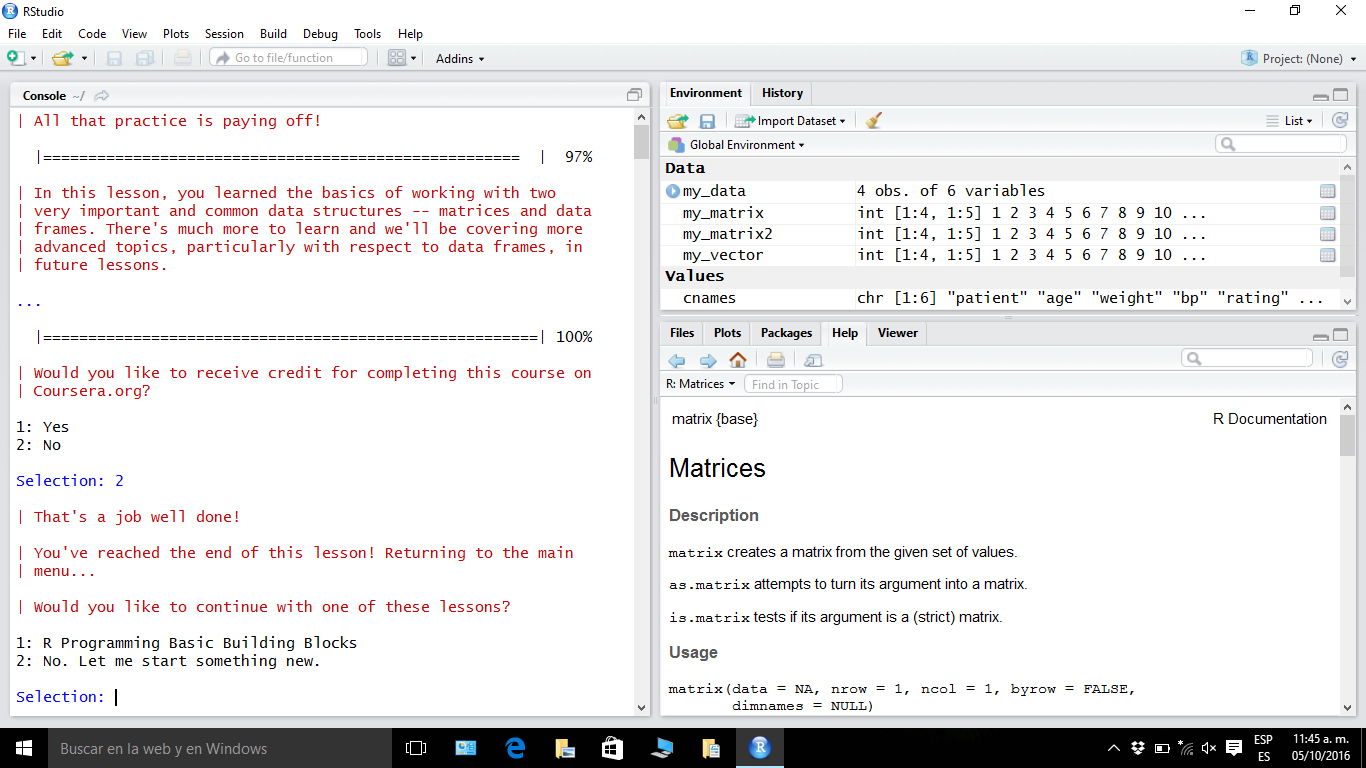 RStudio
File Edit Code View Plots Session Build Debug Tools Help
Go to file/function Addins Project: (None)
Console ~/
| All that practice is paying off!
|===================================================== | 97%
| In this lesson, you learned the basics of working with two
| very important and common data structures -- matrices and data
| frames. There's much more to learn and we'll be covering more
| advanced topics, particularly with respect to data frames, in
| future lessons.
...
|=======================================================| 100%
| Would you like to receive credit for completing this course on
| Coursera.org?
1: Yes
2: No
Selection: 2
| That's a job well done!
| You've reached the end of this lesson! Returning to the main
| menu...
| Would you like to continue with one of these lessons?
1: R Programming Basic Building Blocks
2: No. Let me start something new.
Selection:
Environment History
Import Dataset List
Global Environment
Data
my_data 4 obs. of 6 variables
my_matrix int [1:4, 1:5] 1 2 3 4 5 6 7 8 9 10 ...
my_matrix2 int [1:4, 1:5] 1 2 3 4 5 6 7 8 9 10 ...
my_vector int [1:4, 1:5] 1 2 3 4 5 6 7 8 9 10 ...
Values
cnames chr [1:6] "patient" "age" "weight" "bp" "rating" ...
Files Plots Packages Help Viewer
R: Matrices Find in Topic
matrix {base} R Documentation
Matrices
Description
matrix creates a matrix from the given set of values.
as.matrix attempts to turn its argument into a matrix.
is.matrix tests if its argument is a (strict) matrix.
Usage
matrix(data = NA, nrow = 1, ncol = 1, byrow = FALSE,
dimnames = NULL)
Buscar en la web y en Windows
ESP
ES
11:45 a. m.
05/10/2016